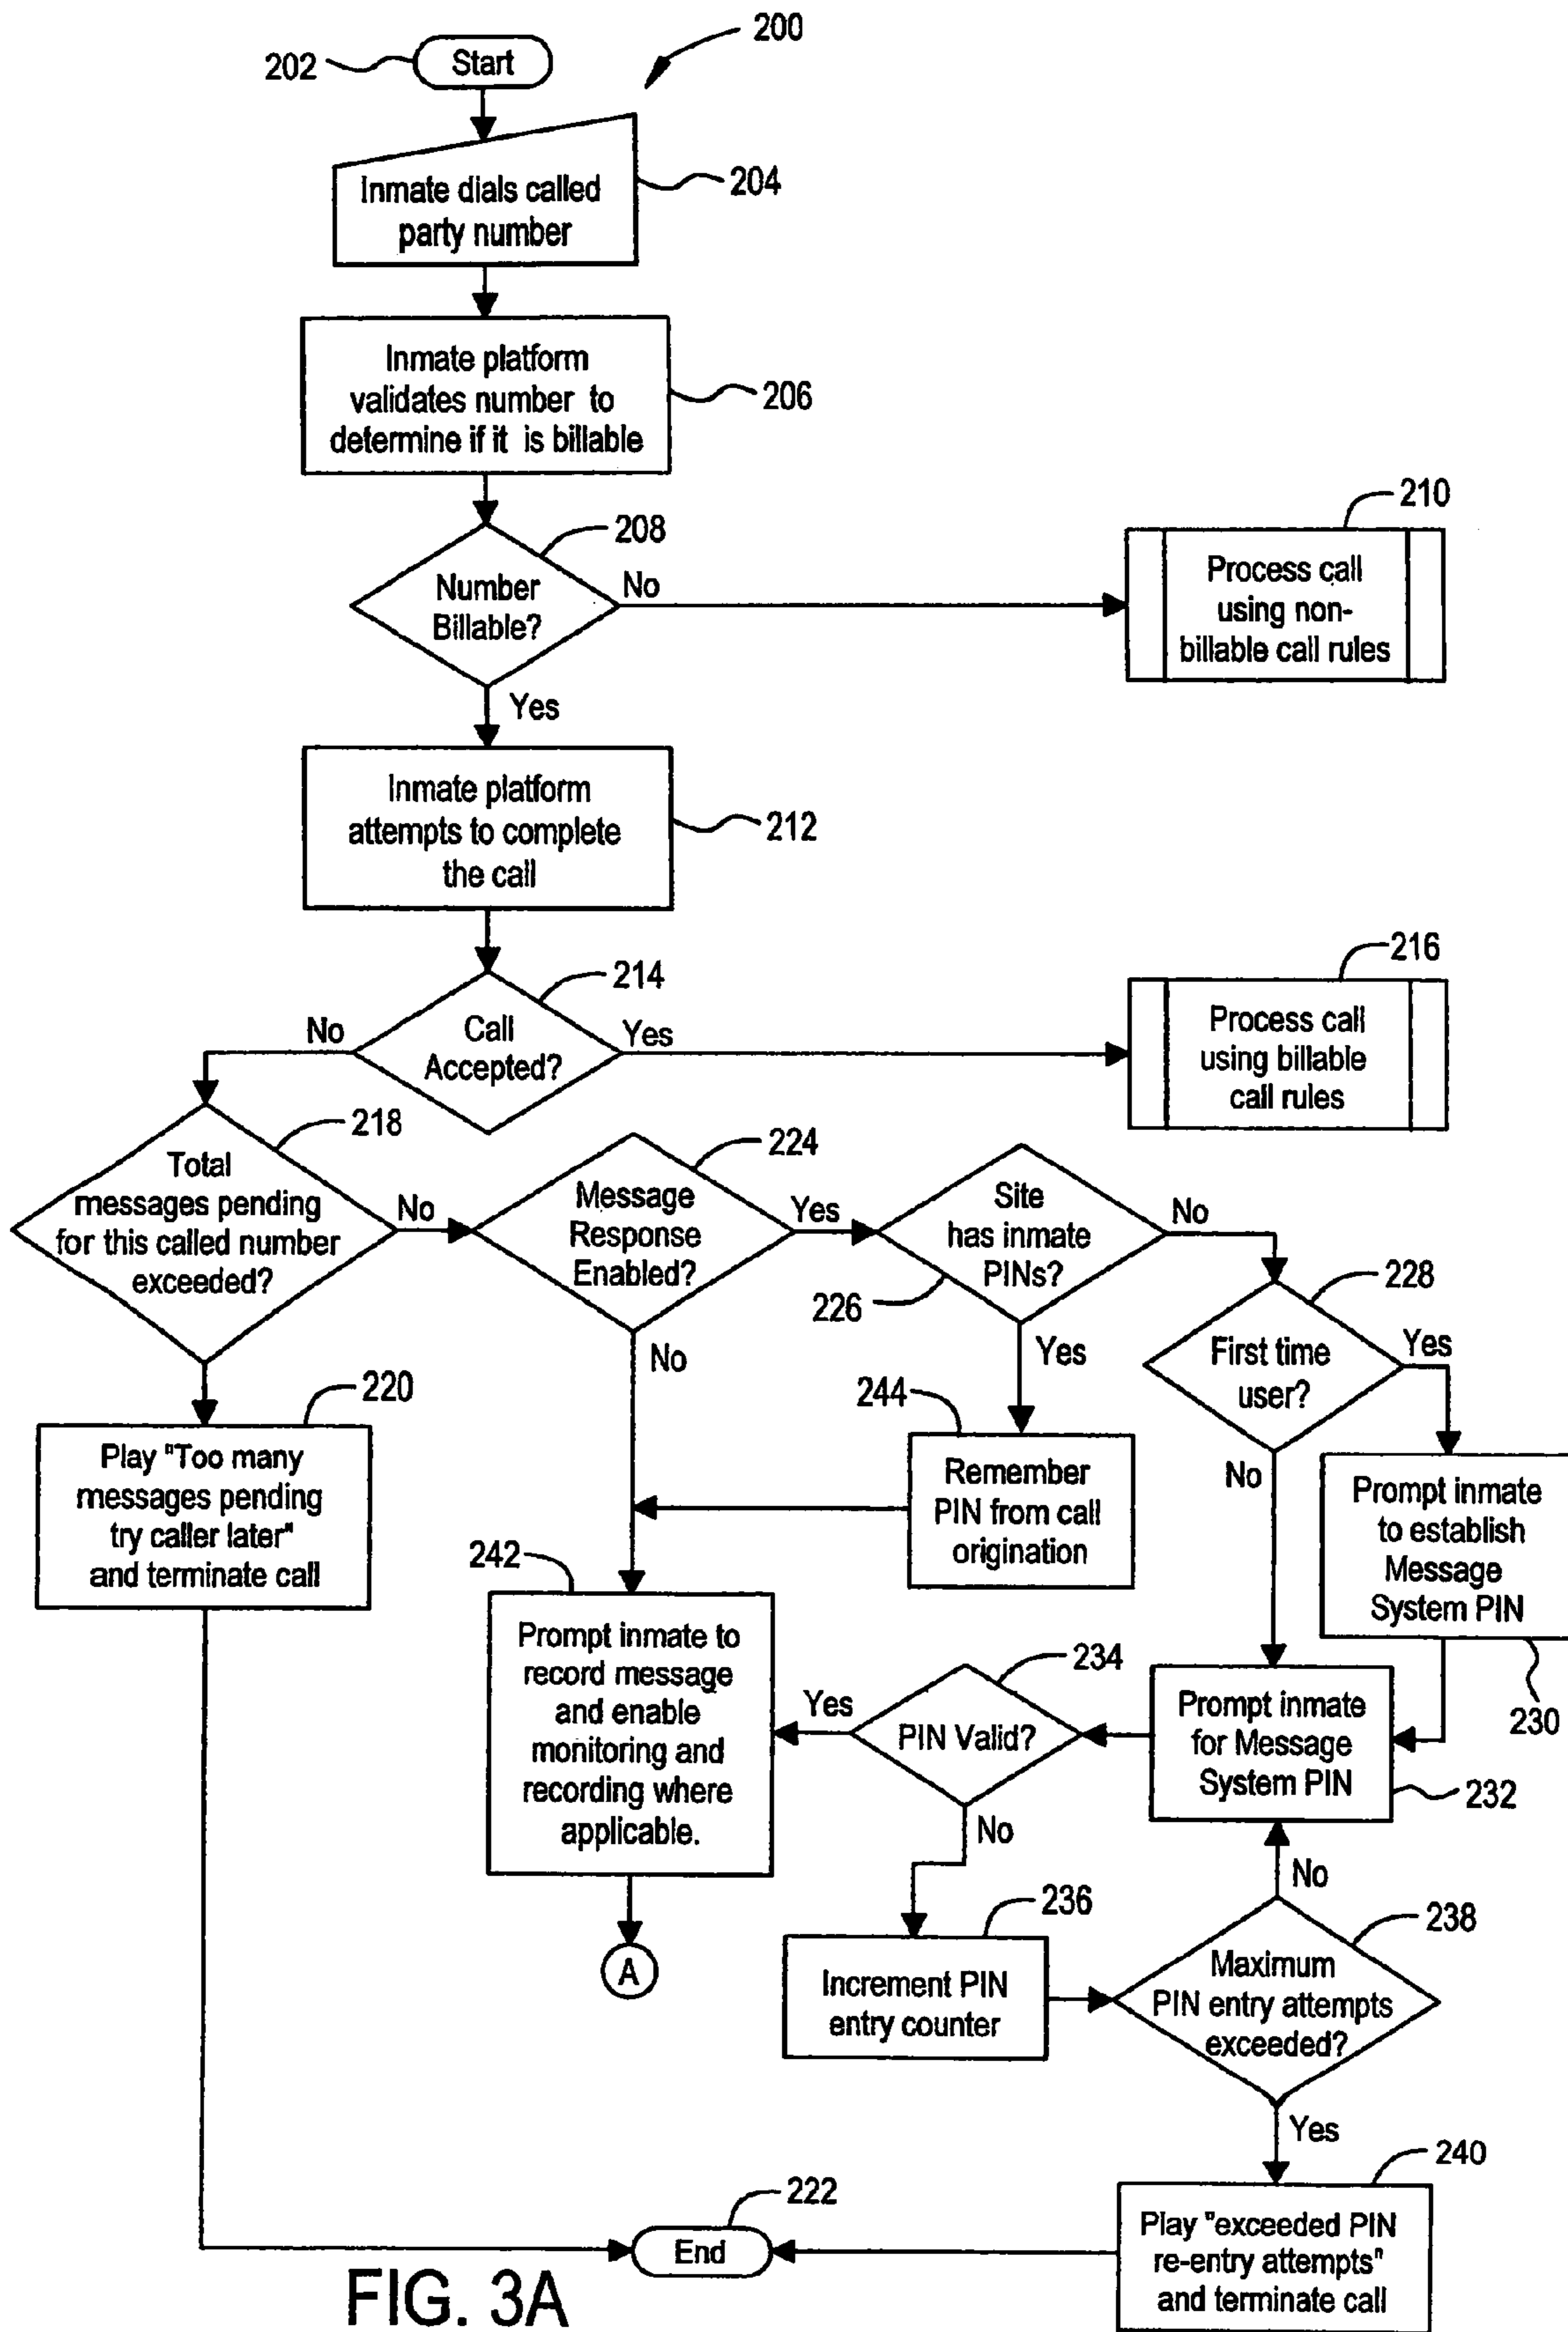 200
202
Start
204
Inmate dials called
party number
206
Inmate platform
validates number to
determine if it is billable
208
Number
Billable?
No
Yes
210
Process call
using non-
billable call rules
212
Inmate platform
attempts to complete
the call
214
Call
Accepted?
No
Yes
216
Process call
using billable
call rules
218
Total
messages pending
for this called number
exceeded?
No
224
Message
Response
Enabled?
Yes
No
Site
has inmate
PINs?
226
No
Yes
228
First time
user?
Yes
No
220
Play "Too many
messages pending
try caller later"
and terminate call
244
Remember
PIN from call
origination
Prompt inmate
to establish
Message
System PIN
230
242
Prompt inmate to
record message
and enable
monitoring and
recording where
applicable.
234
PIN Valid?
Yes
No
Prompt inmate
for Message
System PIN
232
A
236
Increment PIN
entry counter
238
Maximum
PIN entry attempts
exceeded?
No
Yes
240
Play "exceeded PIN
re-entry attempts"
and terminate call
222
End
FIG. 3A